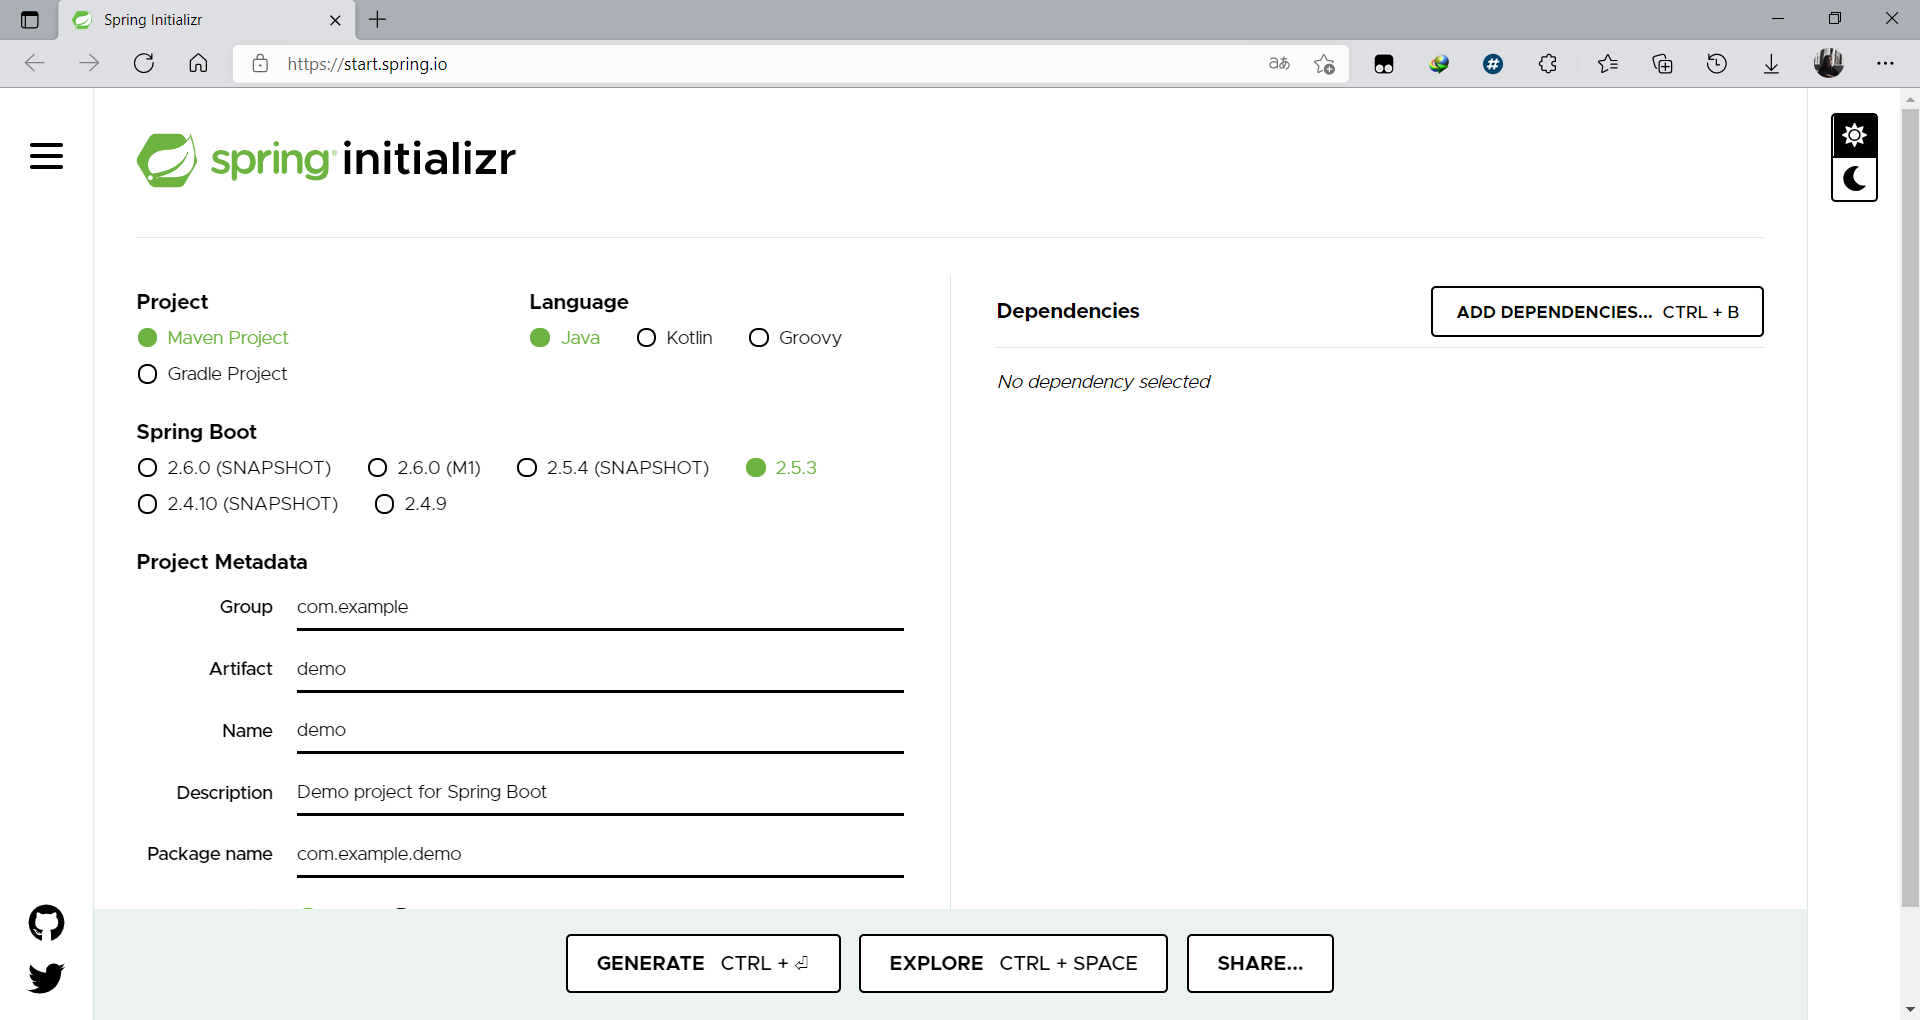 Spring Initializr
https://start.spring.io
aあ
spring initializr
Project
Maven Project
Gradle Project
Language
Java Kotlin Groovy
Spring Boot
2.6.0 (SNAPSHOT) 2.6.0 (M1) 2.5.4 (SNAPSHOT) 2.5.3
2.4.10 (SNAPSHOT) 2.4.9
Project Metadata
Group com.example
Artifact demo
Name demo
Description Demo project for Spring Boot
Package name com.example.demo
Dependencies
ADD DEPENDENCIES... CTRL + B
No dependency selected
GENERATE CTRL + ⏎
EXPLORE CTRL + SPACE
SHARE...